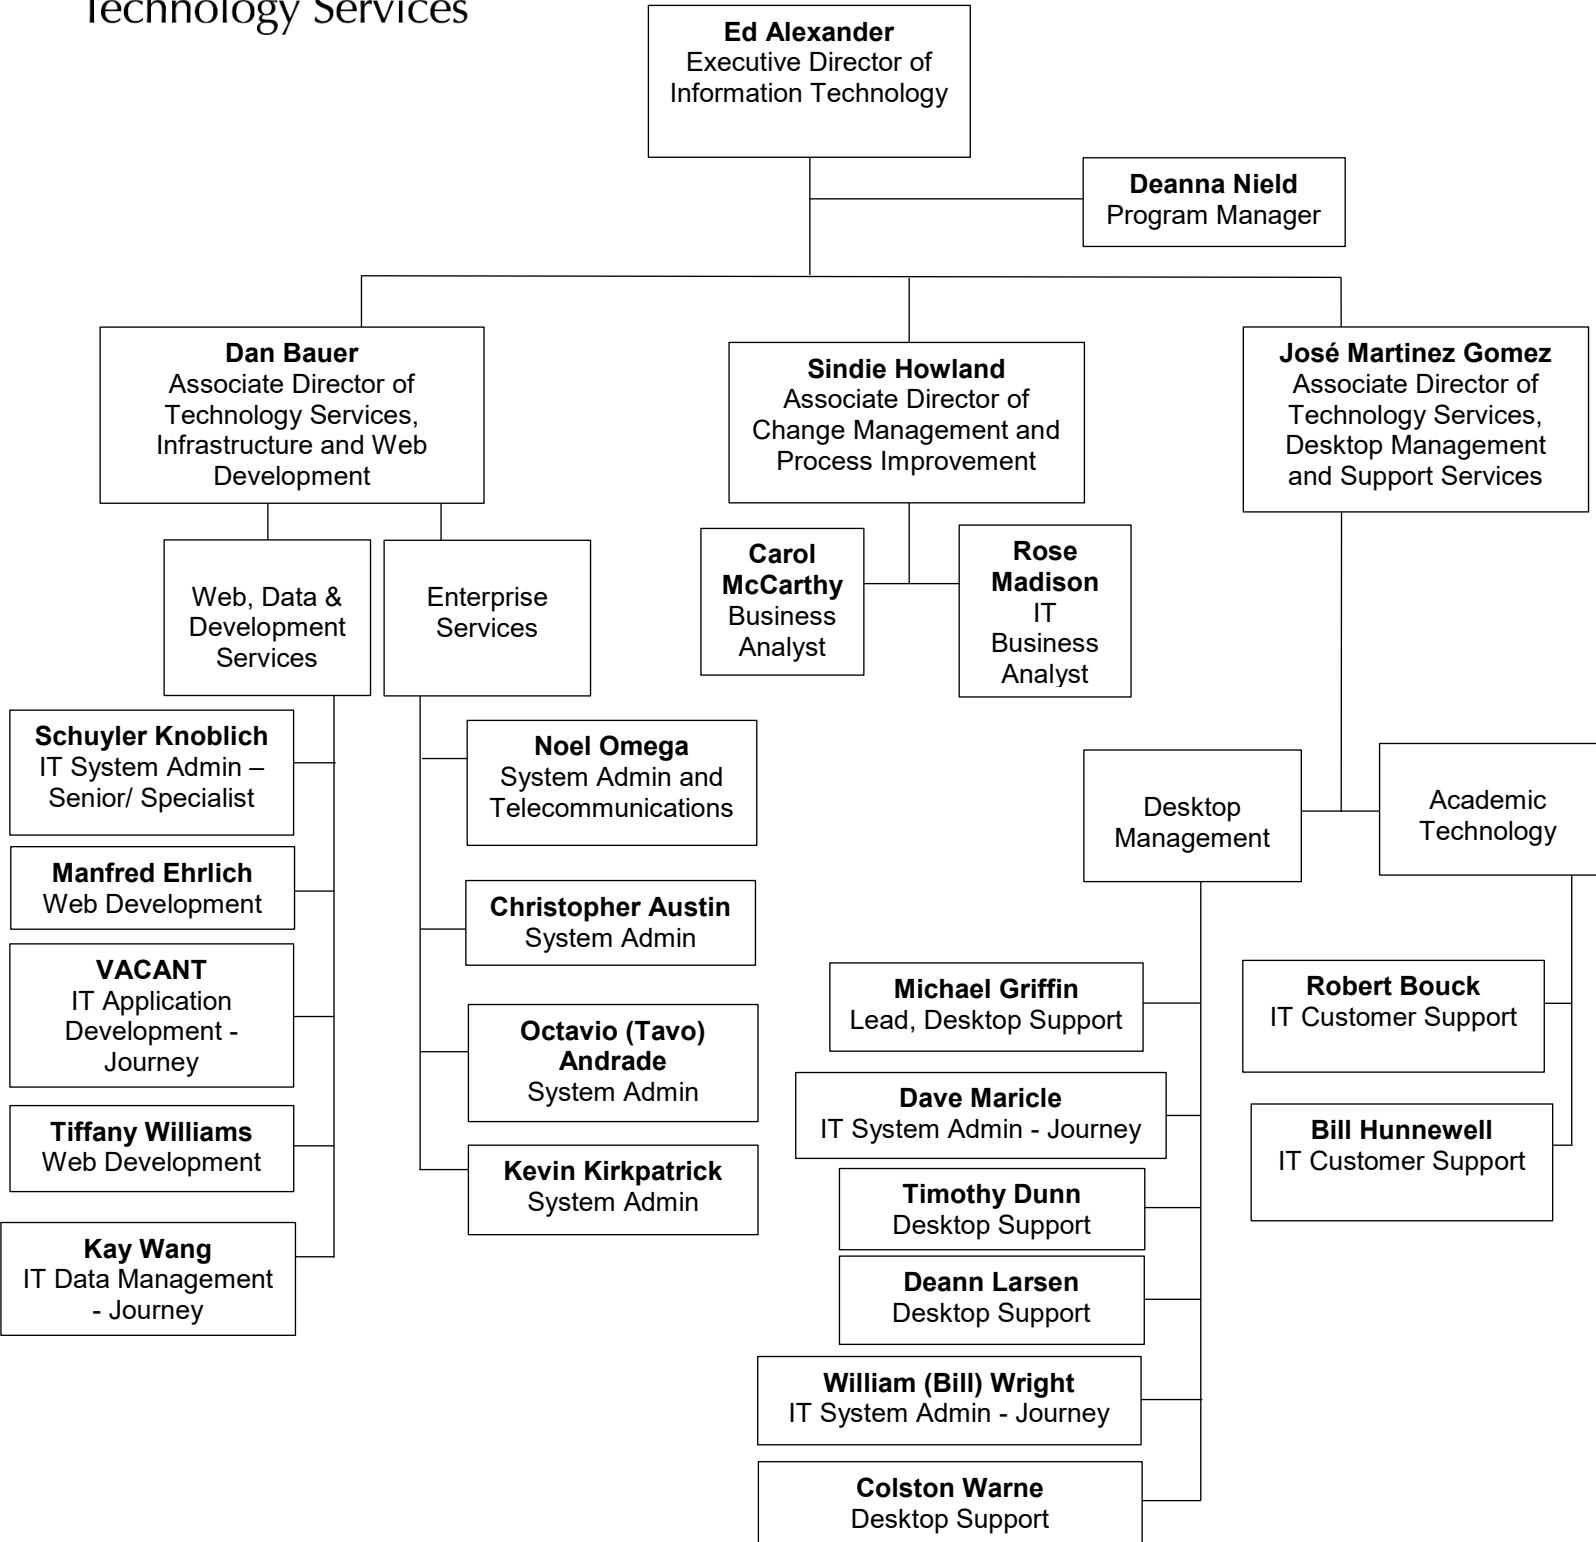 Technology Services
Ed Alexander
Executive Director of
Information Technology
Deanna Nield
Program Manager
Dan Bauer
Associate Director of
Technology Services,
Infrastructure and Web
Development
Sindie Howland
Associate Director of
Change Management and
Process Improvement
José Martinez Gomez
Associate Director of
Technology Services,
Desktop Management
and Support Services
Web, Data &
Development
Services
Enterprise
Services
Carol
McCarthy
Business
Analyst
Rose
Madison
IT
Business
Analyst
Schuyler Knoblich
IT System Admin –
Senior/ Specialist
Manfred Ehrlich
Web Development
VACANT
IT Application
Development -
Journey
Tiffany Williams
Web Development
Kay Wang
IT Data Management
- Journey
Noel Omega
System Admin and
Telecommunications
Christopher Austin
System Admin
Octavio (Tavo)
Andrade
System Admin
Kevin Kirkpatrick
System Admin
Desktop
Management
Academic
Technology
Michael Griffin
Lead, Desktop Support
Dave Maricle
IT System Admin - Journey
Timothy Dunn
Desktop Support
Deann Larsen
Desktop Support
William (Bill) Wright
IT System Admin - Journey
Colston Warne
Desktop Support
Robert Bouck
IT Customer Support
Bill Hunnewell
IT Customer Support